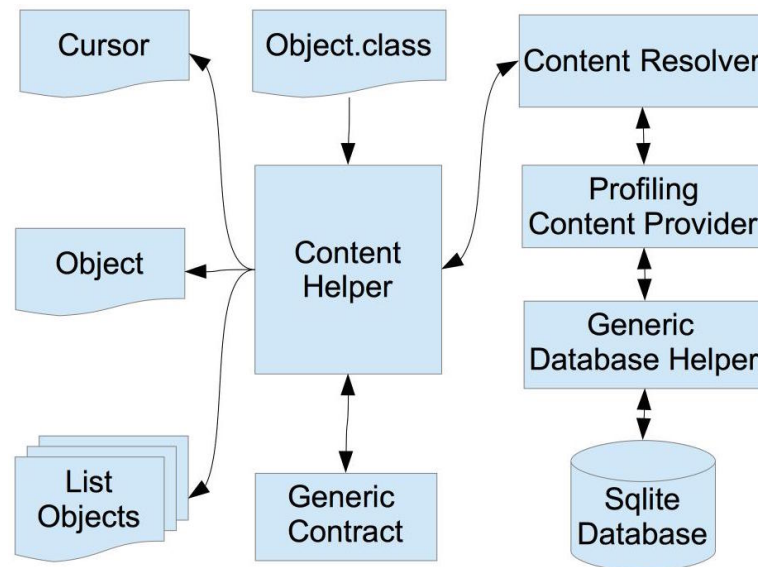 Cursor
Object.class
Content Resolver
Profiling
Content Provider
Object
Content
Helper
Generic
Database Helper
List
Objects
Generic
Contract
Sqlite
Database